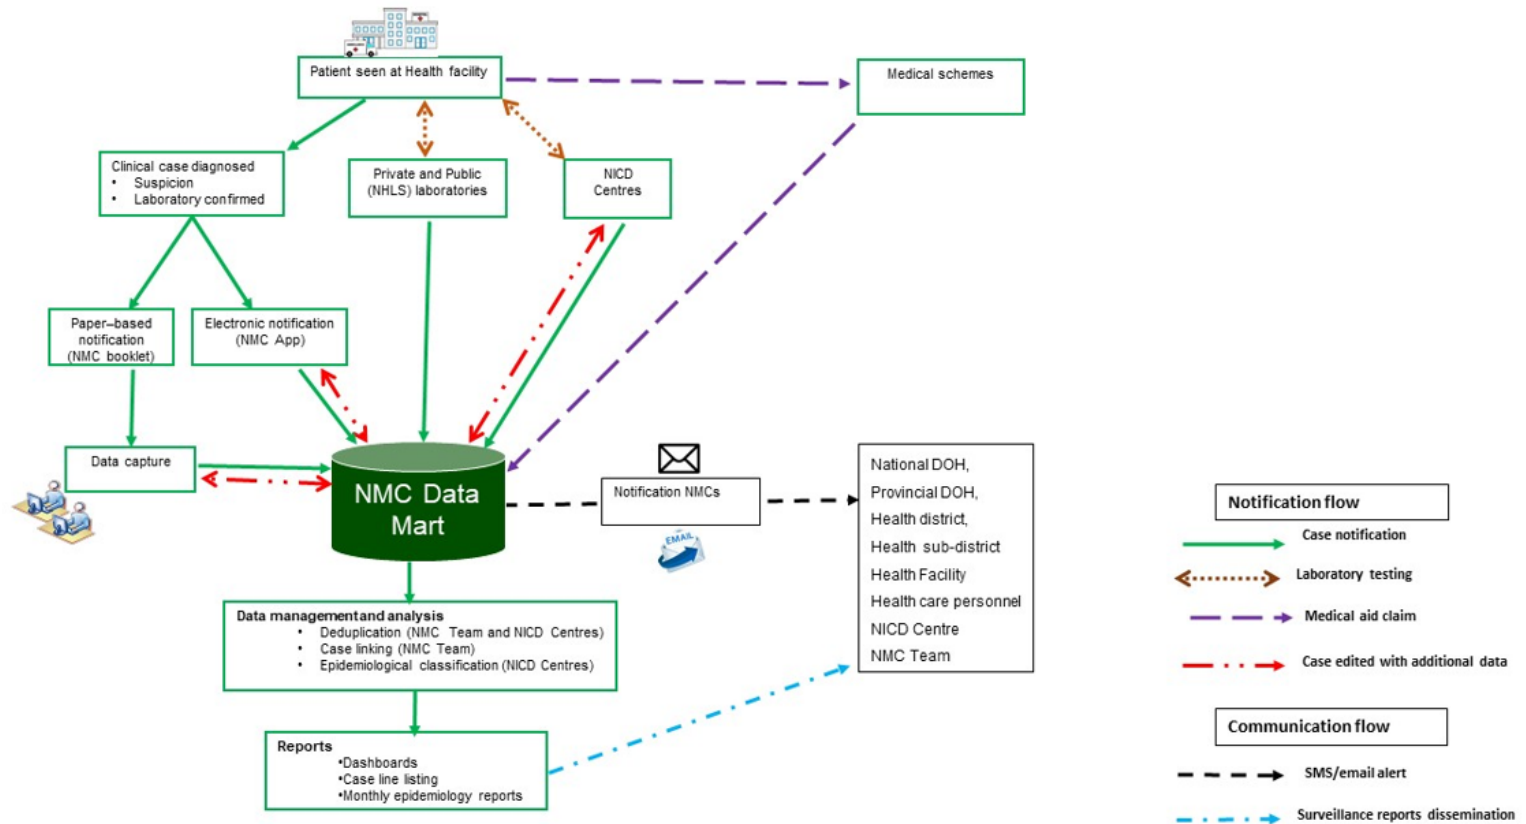 Patient seen at Health facility
Medical schemes
Clinical case diagnosed
• Suspicion
• Laboratory confirmed
Private and Public
(NHLS) laboratories
NICD
Centres
Paper–based
notification
(NMC booklet)
Electronic notification
(NMC App)
Data capture
NMC Data
Mart
Notification NMCs
EMAIL
National DOH,
Provincial DOH,
Health district,
Health sub-district
Health Facility
Health care personnel
NICD Centre
NMC Team
Data management and analysis
• Deduplication (NMC Team and NICD Centres)
• Case linking (NMC Team)
• Epidemiological classification (NICD Centres)
Reports
•Dashboards
•Case line listing
•Monthly epidemiology reports
Notification flow
Case notification
Laboratory testing
Medical aid claim
Case edited with additional data
Communication flow
SMS/email alert
Surveillance reports dissemination